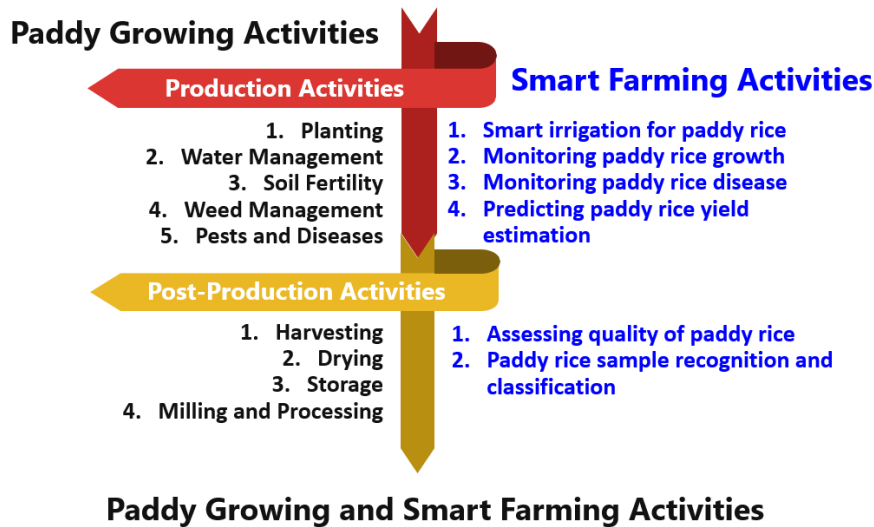 Paddy Growing Activities
Production Activities
Smart Farming Activities
1. Planting
2. Water Management
3. Soil Fertility
4. Weed Management
5. Pests and Diseases
1. Smart irrigation for paddy rice
2. Monitoring paddy rice growth
3. Monitoring paddy rice disease
4. Predicting paddy rice yield
estimation
Post-Production Activities
1. Harvesting
2. Drying
3. Storage
4. Milling and Processing
1. Assessing quality of paddy rice
2. Paddy rice sample recognition and
classification
Paddy Growing and Smart Farming Activities